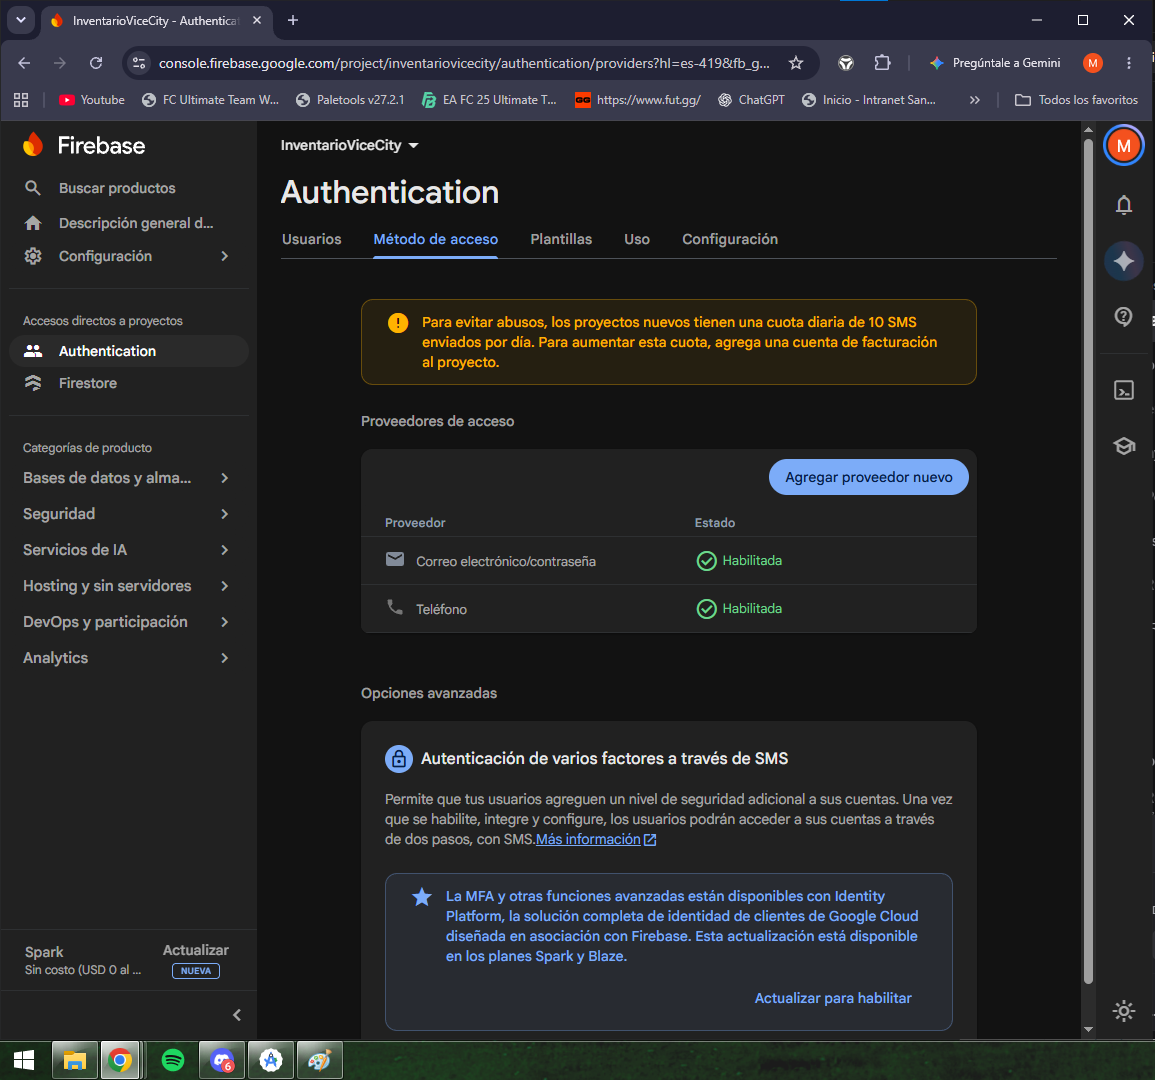 InventarioViceCity - Authenticat
console.firebase.google.com/project/inventariovicecity/authentication/providers?hl=es-419&fb_g...
Pregúntale a Gemini
M
Youtube
FC Ultimate Team W...
Paletools v27.2.1
EA FC 25 Ultimate T...
https://www.fut.gg/
ChatGPT
Inicio - Intranet San...
Todos los favoritos
Firebase
Buscar productos
Descripción general d...
Configuración
Accesos directos a proyectos
Authentication
Firestore
Categorías de producto
Bases de datos y alma...
Seguridad
Servicios de IA
Hosting y sin servidores
DevOps y participación
Analytics
Spark
Sin costo (USD 0 al ...
Actualizar
NUEVA
InventarioViceCity
Authentication
Usuarios
Método de acceso
Plantillas
Uso
Configuración
Para evitar abusos, los proyectos nuevos tienen una cuota diaria de 10 SMS
enviados por día. Para aumentar esta cuota, agrega una cuenta de facturación
al proyecto.
Proveedores de acceso
Agregar proveedor nuevo
Proveedor
Estado
Correo electrónico/contraseña
Habilitada
Teléfono
Habilitada
Opciones avanzadas
Autenticación de varios factores a través de SMS
Permite que tus usuarios agreguen un nivel de seguridad adicional a sus cuentas. Una vez
que se habilite, integre y configure, los usuarios podrán acceder a sus cuentas a través
de dos pasos, con SMS.Más información
La MFA y otras funciones avanzadas están disponibles con Identity
Platform, la solución completa de identidad de clientes de Google Cloud
diseñada en asociación con Firebase. Esta actualización está disponible
en los planes Spark y Blaze.
Actualizar para habilitar
M
6